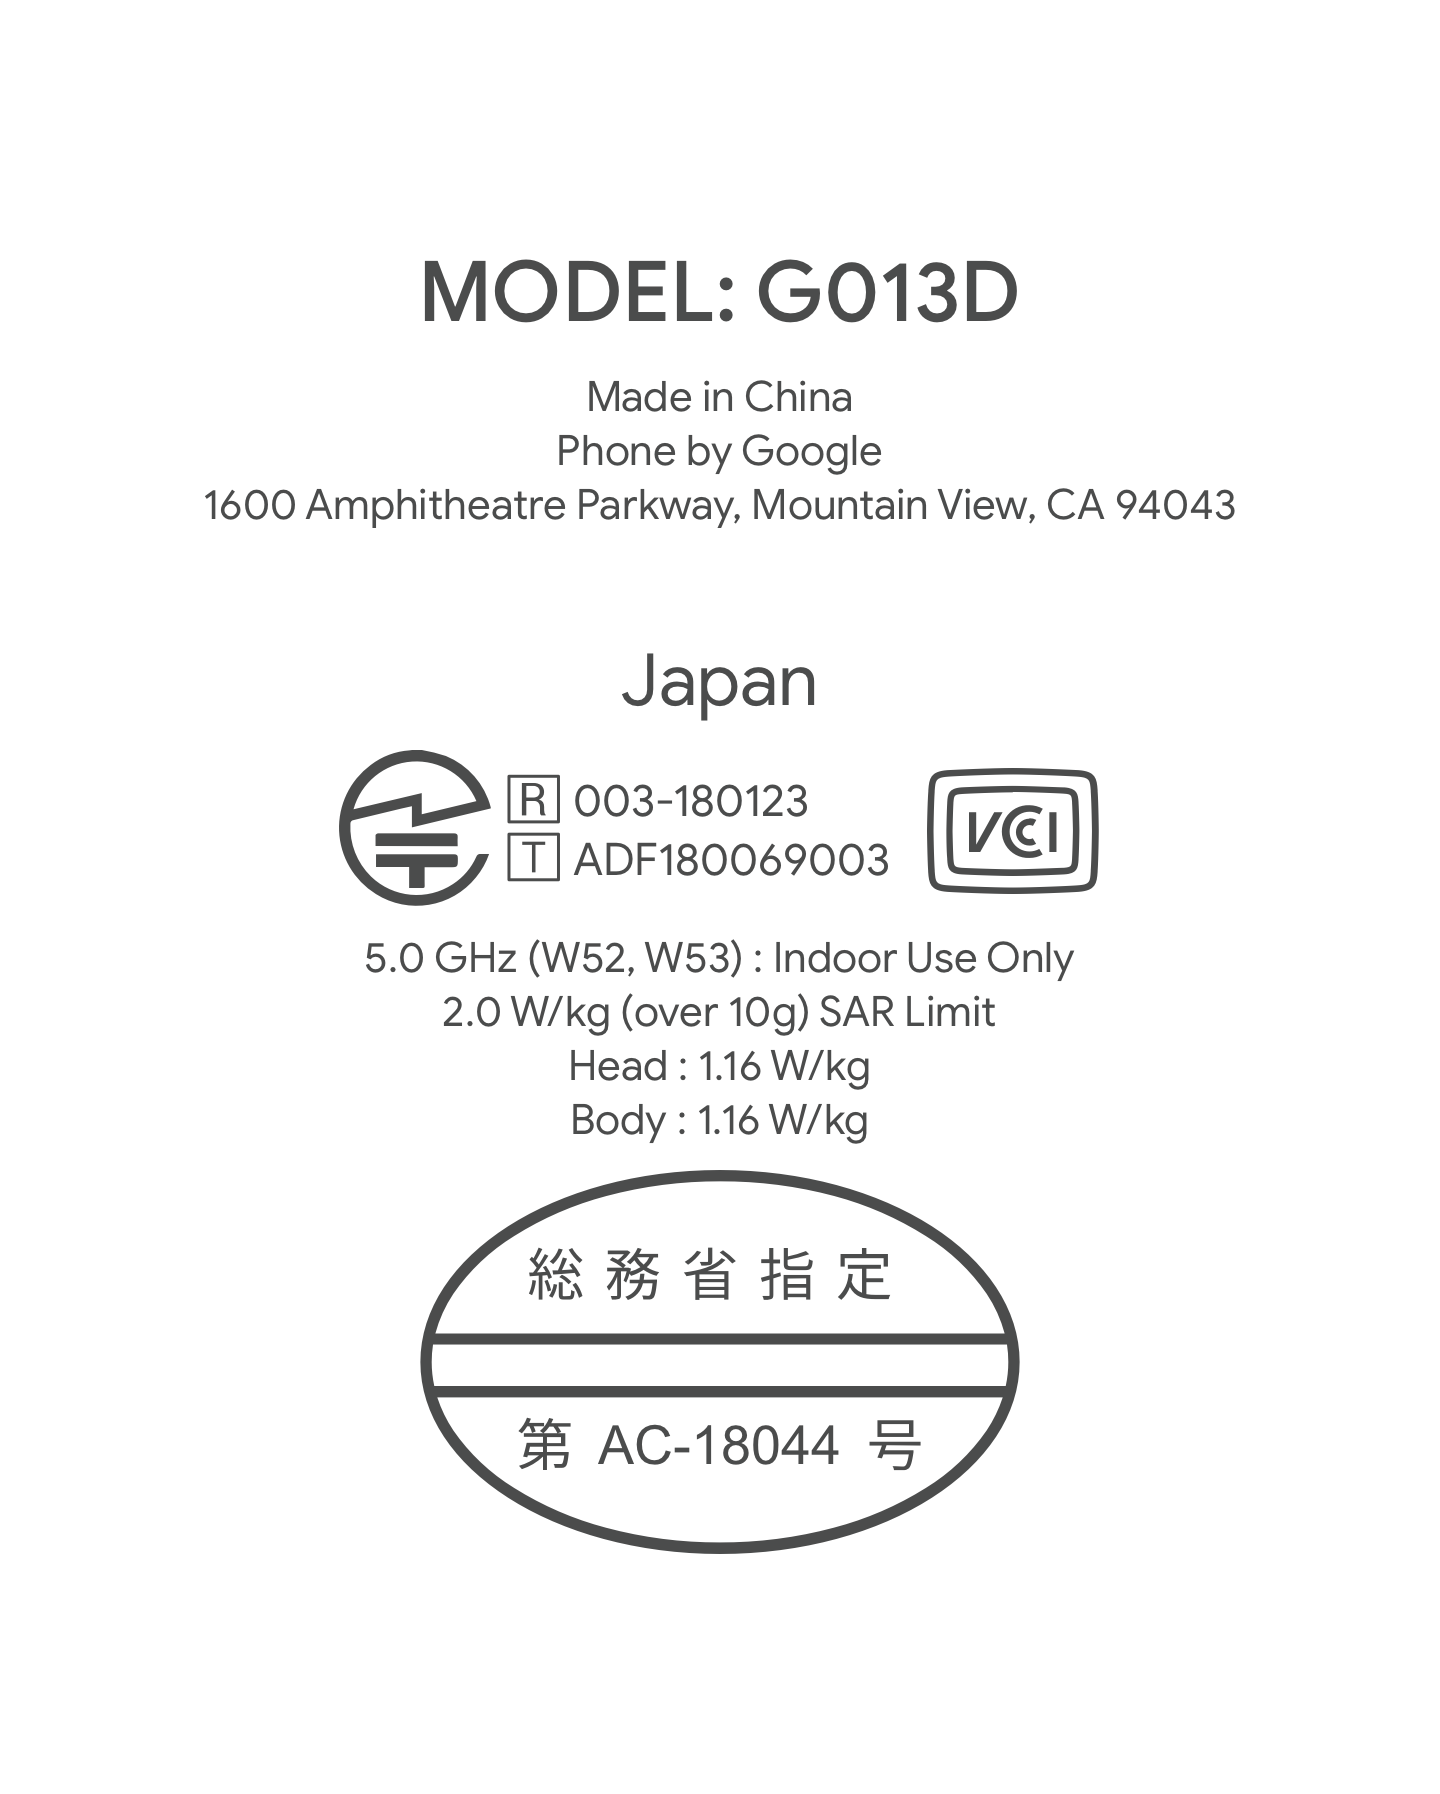 MODEL: G013D
Made in China
Phone by Google
1600 Amphitheatre Parkway, Mountain View, CA 94043
Japan
R 003-180123
T ADF180069003
VCCI
5.0 GHz (W52, W53) : Indoor Use Only
2.0 W/kg (over 10g) SAR Limit
Head : 1.16 W/kg
Body : 1.16 W/kg
総務省指定
第 AC-18044 号